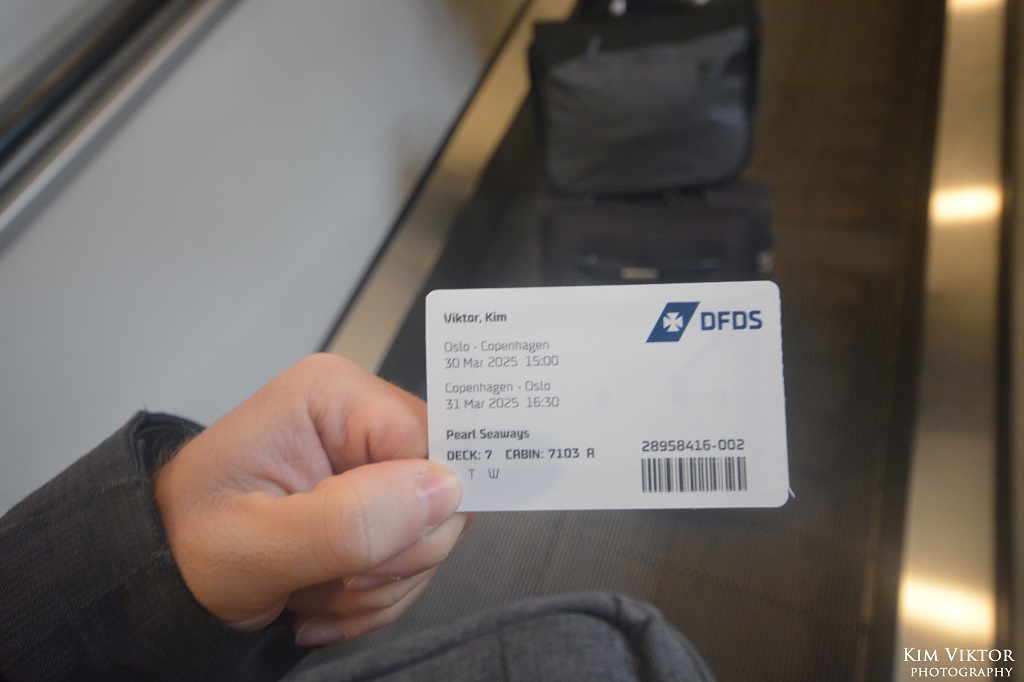 Viktor, Kim
DFDS
Oslo - Copenhagen
30 Mar 2025 15:00
Copenhagen - Oslo
31 Mar 2025 16:30
Pearl Seaways
DECK: 7 CABIN: 7103 A
T W
28958416-002
KIM VIKTOR
PHOTOGRAPHY